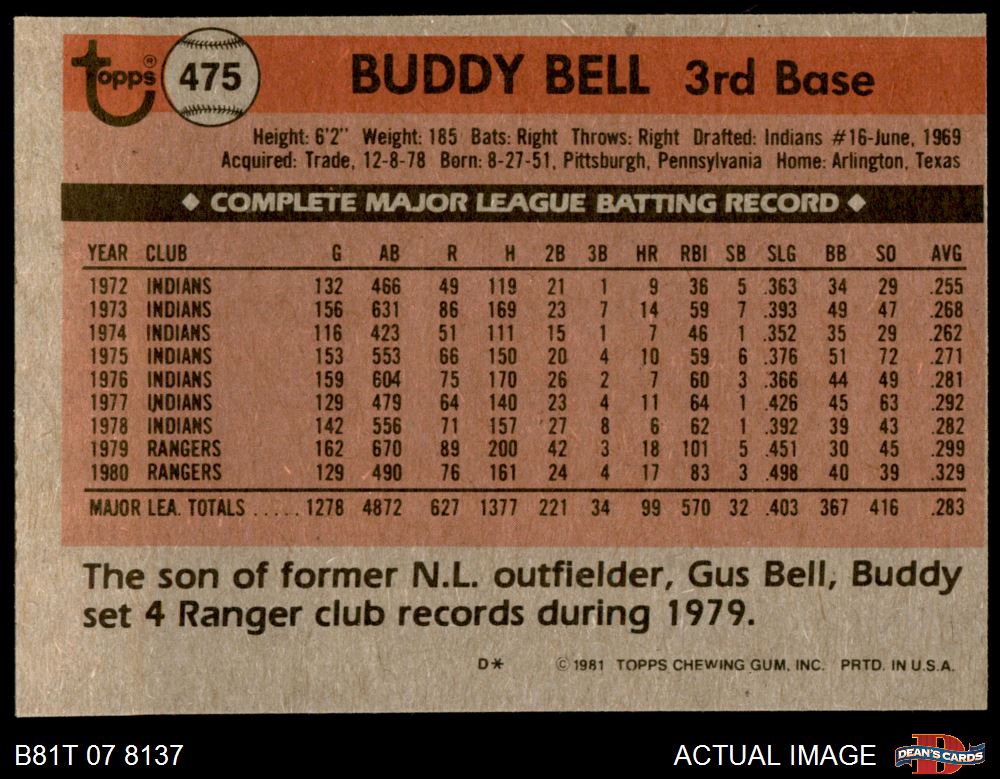 Topps® 475 BUDDY BELL 3rd Base
Height: 6'2" Weight: 185 Bats: Right Throws: Right Drafted: Indians #16-June, 1969
Acquired: Trade, 12-8-78 Born: 8-27-51, Pittsburgh, Pennsylvania Home: Arlington, Texas
◆ COMPLETE MAJOR LEAGUE BATTING RECORD ◆
YEAR CLUB G AB R H 2B 3B HR RBI SB SLG BB SO AVG
1972 INDIANS 132 466 49 119 21 1 9 36 5 .363 34 29 .255
1973 INDIANS 156 631 86 169 23 7 14 59 7 .393 49 47 .268
1974 INDIANS 116 423 51 111 15 1 7 46 1 .352 35 29 .262
1975 INDIANS 153 553 66 150 20 4 10 59 6 .376 51 72 .271
1976 INDIANS 159 604 75 170 26 2 7 60 3 .366 44 49 .281
1977 INDIANS 129 479 64 140 23 4 11 64 1 .426 45 63 .292
1978 INDIANS 142 556 71 157 27 8 6 62 1 .392 39 43 .282
1979 RANGERS 162 670 89 200 42 3 18 101 5 .451 30 45 .299
1980 RANGERS 129 490 76 161 24 4 17 83 3 .498 40 39 .329
MAJOR LEA. TOTALS ..... 1278 4872 627 1377 221 34 99 570 32 .403 367 416 .283
The son of former N.L. outfielder, Gus Bell, Buddy
set 4 Ranger club records during 1979.
D* © 1981 TOPPS CHEWING GUM, INC. PRTD. IN U.S.A.
B81T 07 8137 ACTUAL IMAGE DEAN'S CARDS